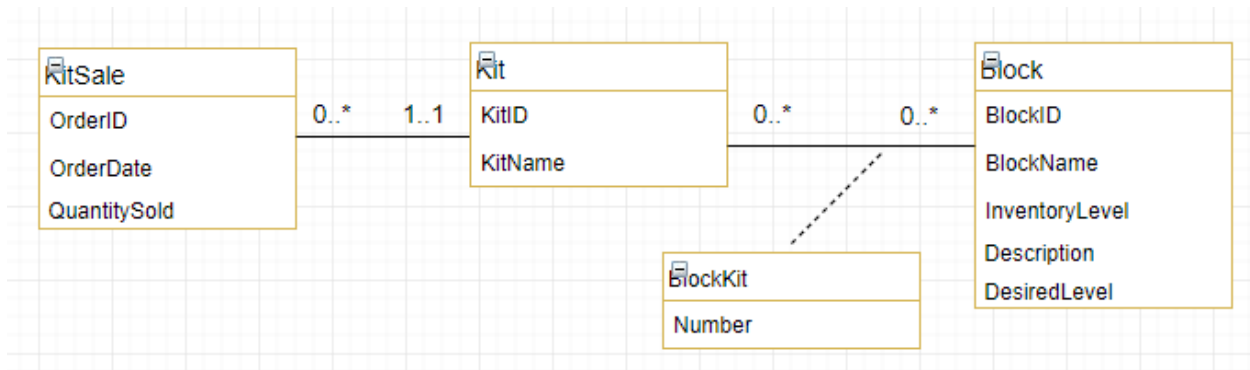 KitSale
OrderID
OrderDate
QuantitySold
0..*
1..1
Kit
KitID
KitName
0..*
0..*
Block
BlockID
BlockName
InventoryLevel
Description
DesiredLevel
BlockKit
Number